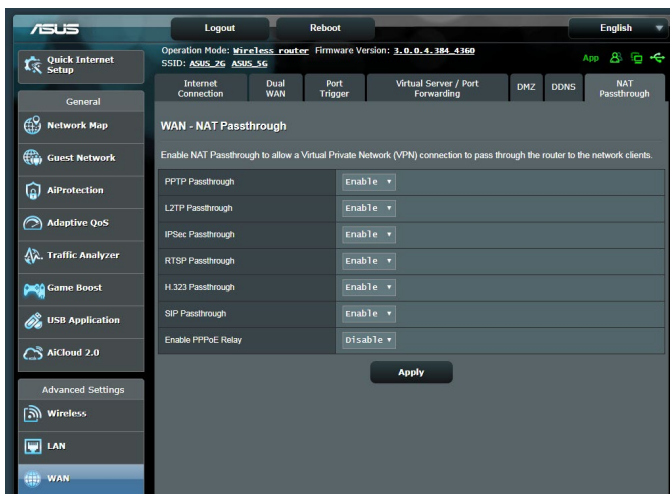 ASUS
Logout
Reboot
English
Quick Internet
Setup
Operation Mode: Wireless router Firmware Version: 3.0.0.4.384_4360
SSID: ASUS_2G ASUS_5G
App
Internet
Connection
Dual
WAN
Port
Trigger
Virtual Server / Port
Forwarding
DMZ
DDNS
NAT
Passthrough
General
Network Map
Guest Network
AiProtection
Adaptive QoS
Traffic Analyzer
Game Boost
USB Application
AiCloud 2.0
Advanced Settings
Wireless
LAN
WAN
WAN - NAT Passthrough
Enable NAT Passthrough to allow a Virtual Private Network (VPN) connection to pass through the router to the network clients.
PPTP Passthrough Enable
L2TP Passthrough Enable
IPSec Passthrough Enable
RTSP Passthrough Enable
H.323 Passthrough Enable
SIP Passthrough Enable
Enable PPPoE Relay Disable
Apply